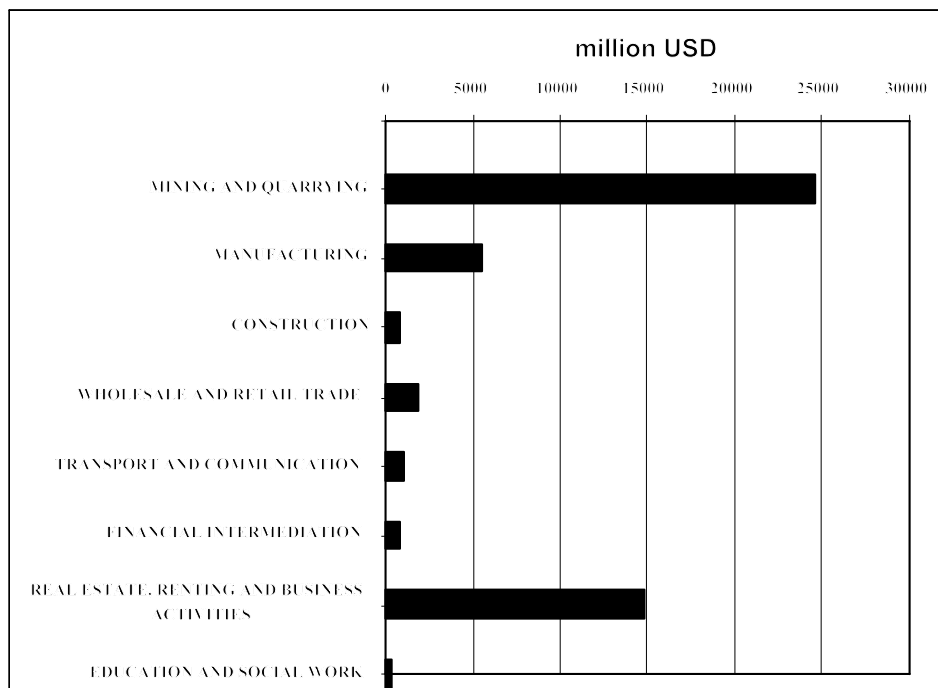 million USD
0 5000 10000 15000 20000 25000 30000
MINING AND QUARRYING
MANUFACTURING
CONSTRUCTION
WHOLESALE AND RETAIL TRADE
TRANSPORT AND COMMUNICATION
FINANCIAL INTERMEDIATION
REAL ESTATE, RENTING AND BUSINESS
ACTIVITIES
EDUCATION AND SOCIAL WORK